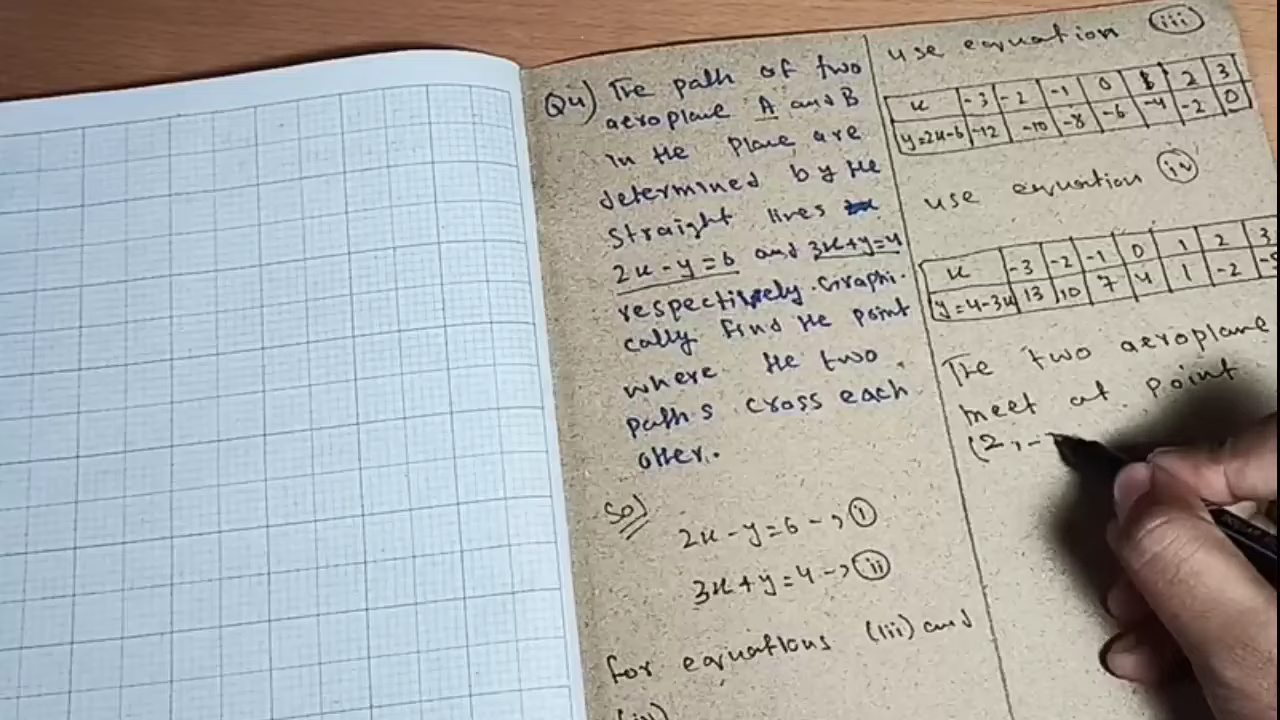 Q4) The path of two
aeroplane A and B
in the plane are
determined by the
straight lines
2x - y = 6 and 3x+y=4
respectively. Graphi-
cally find the point
where the two
paths cross each
other.
Sol
2x - y = 6 -> (i)
3x + y = 4 -> (ii)
for equations (iii) and
(iv)
use equation (iii)
x -3 -2 -1 0 1 2 3
y=2x-6 -12 -10 -8 -6 -4 -2 0
use equation (iv)
x -3 -2 -1 0 1 2 3
y=4-3x 13 10 7 4 1 -2 -5
The two aeroplane
meet at point
(2, -